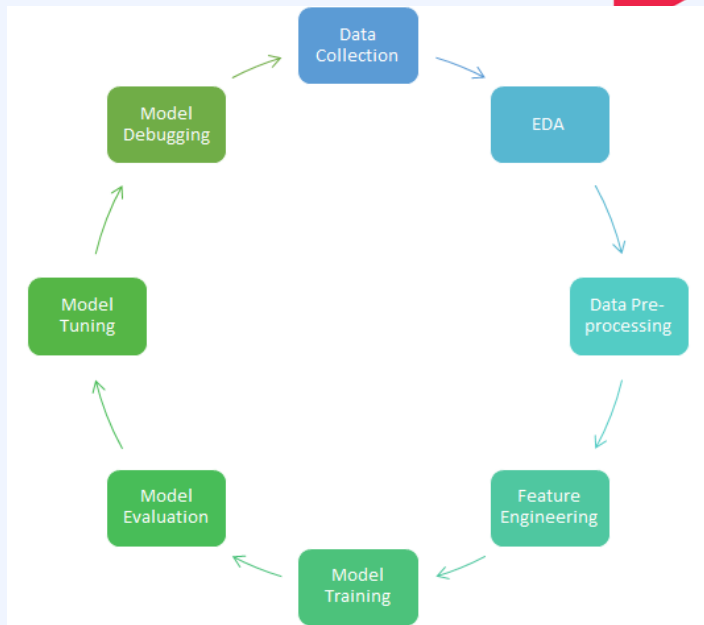 Data
Collection
EDA
Data Pre-
processing
Feature
Engineering
Model
Training
Model
Evaluation
Model
Tuning
Model
Debugging